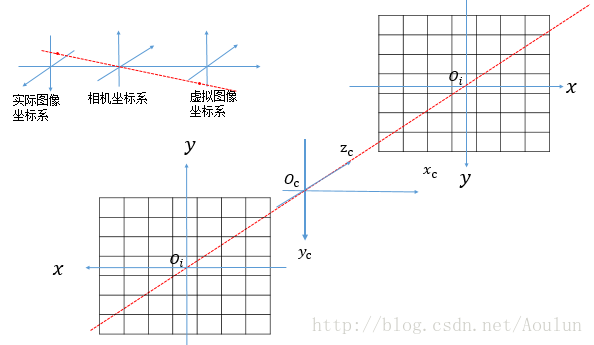 实际图像
坐标系
相机坐标系
虚拟图像
坐标系
O_i
x
y
y
z_c
O_c
x_c
y_c
O_i
x
http://blog.csdn.net/Aoulun